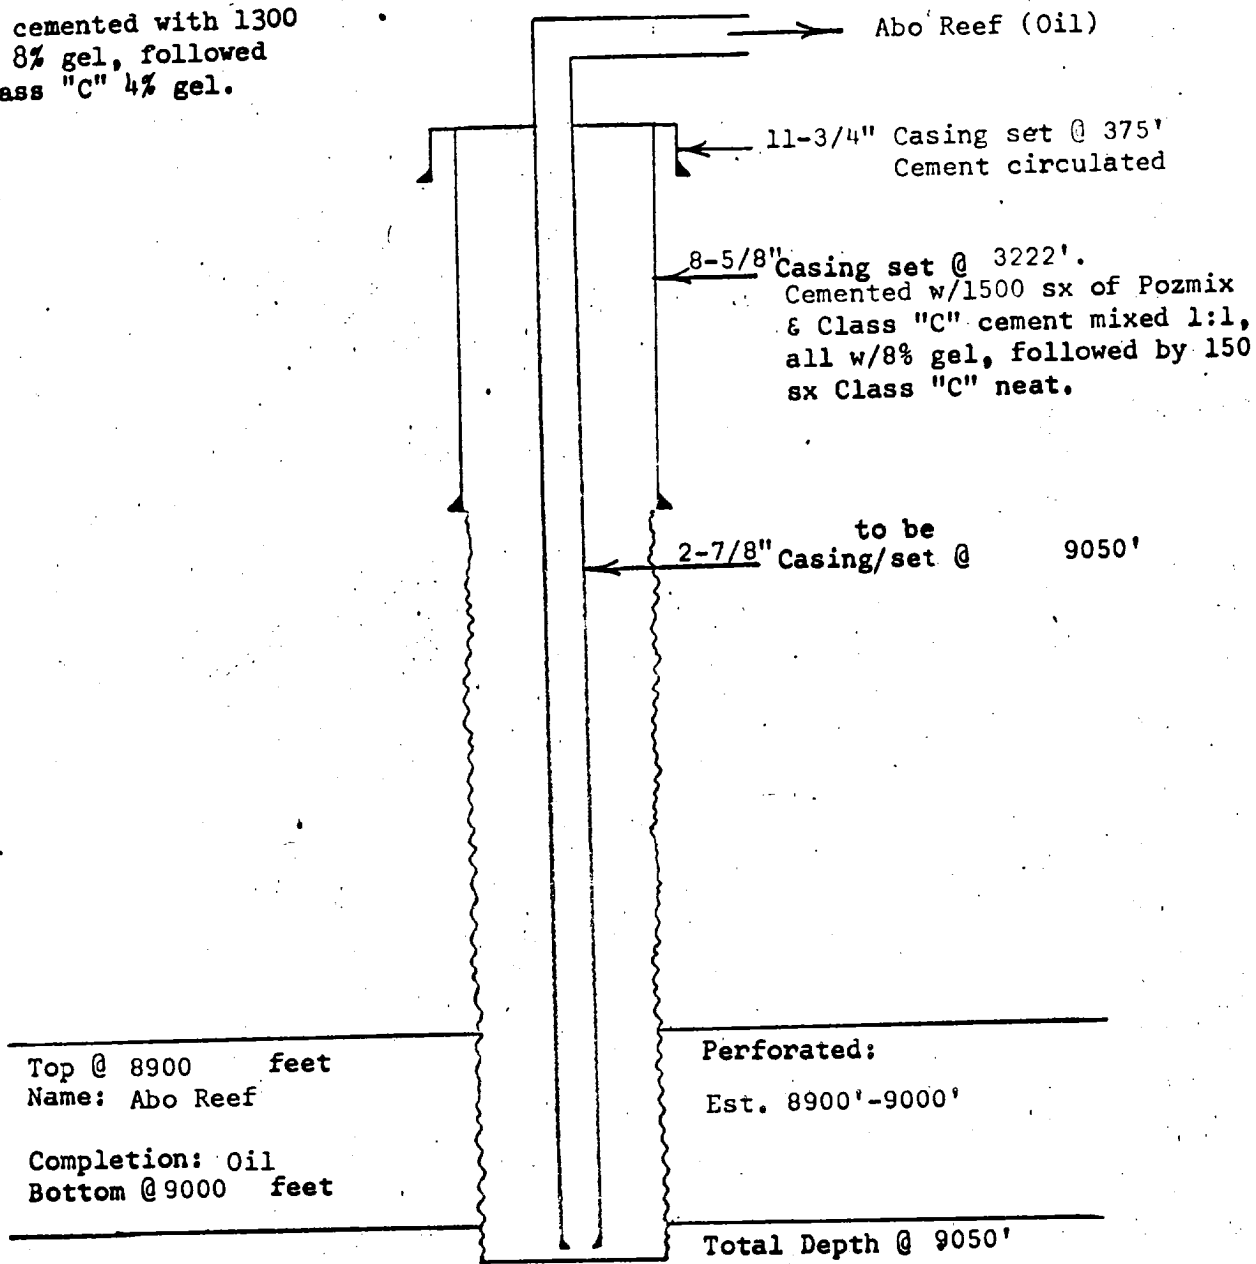 cemented with 1300
8% gel, followed
ass "C" 4% gel.
Abo Reef (Oil)
11-3/4" Casing set @ 375'
Cement circulated
8-5/8" Casing set @ 3222'.
Cemented w/1500 sx of Pozmix
& Class "C" cement mixed 1:1,
all w/8% gel, followed by 150
sx Class "C" neat.
to be
2-7/8" Casing/set @ 9050'
Top @ 8900 feet
Name: Abo Reef
Completion: Oil
Bottom @ 9000 feet
Perforated:
Est. 8900'-9000'
Total Depth @ 9050'